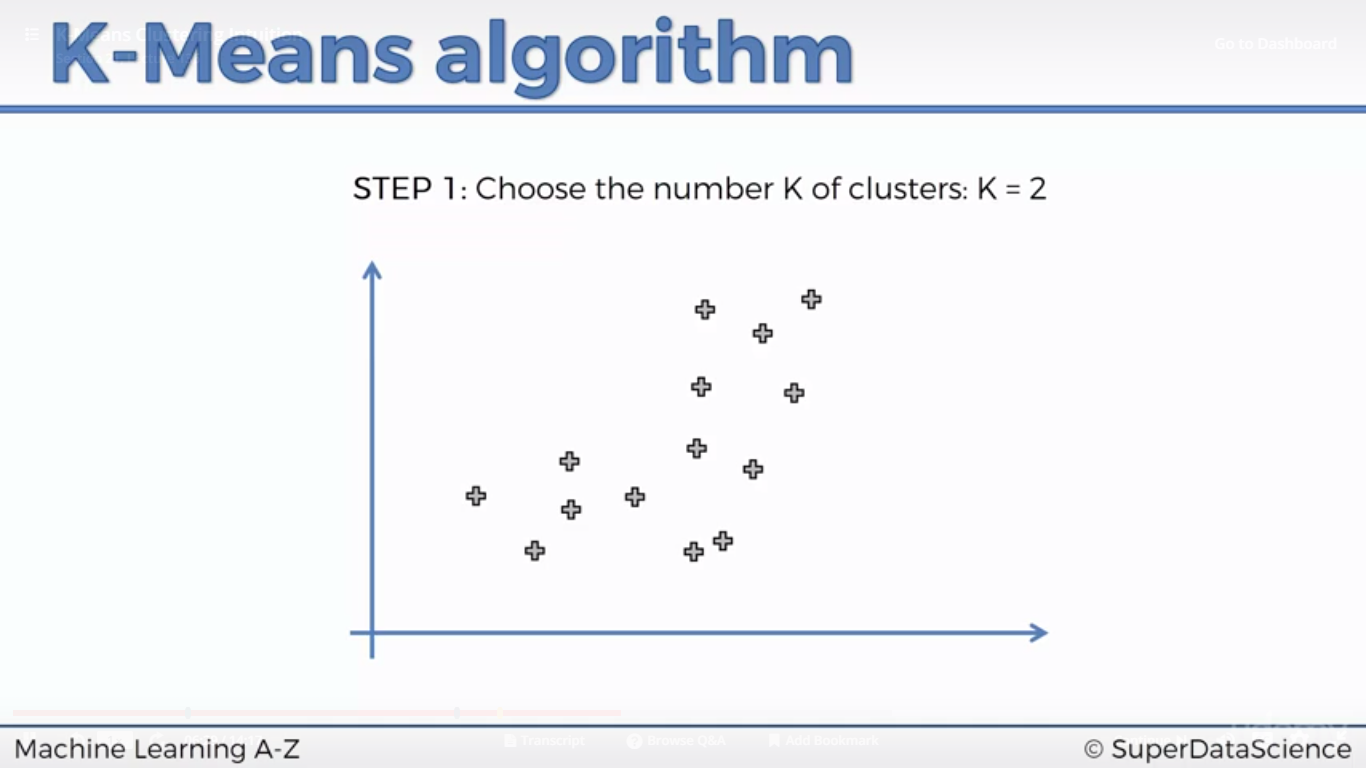 K-Means algorithm
Go to Dashboard
STEP 1: Choose the number K of clusters: K = 2
Transcript
Browse Q&A
Add Bookmark
Machine Learning A-Z
© SuperDataScience